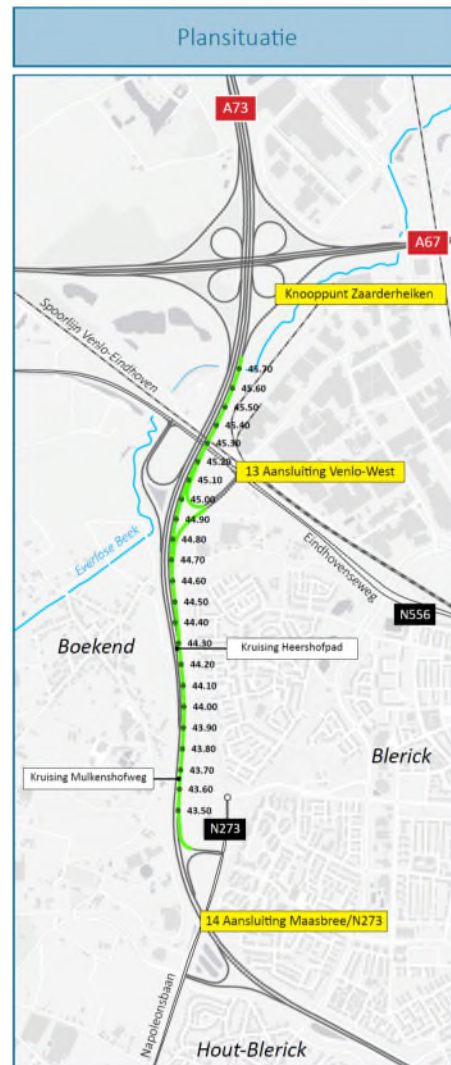 Plansituatie
A73
A67
Knooppunt Zaarderheiken
Spoorlijn Venlo-Eindhoven
45.70
45.60
45.50
45.40
45.30
45.20
13 Aansluiting Venlo-West
45.10
45.00
44.90
44.80
Eindhovenseweg
44.70
Everlose Beek
44.60
N556
44.50
44.40
Boekend
44.30
Kruising Heershofpad
44.20
44.10
44.00
43.90
Blerick
43.80
43.70
Kruising Mulkenshofweg
43.60
43.50
N273
14 Aansluiting Maasbree/N273
Napoleonsbaan
Hout-Blerick